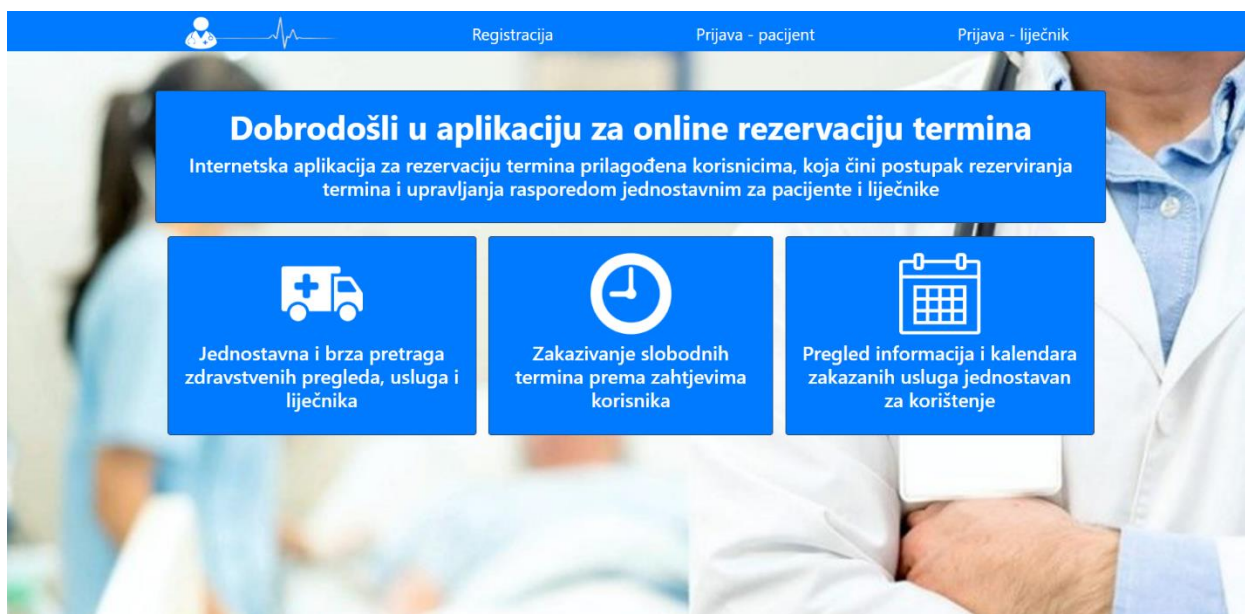 Registracija
Prijava - pacijent
Prijava - liječnik
Dobrodošli u aplikaciju za online rezervaciju termina
Internetska aplikacija za rezervaciju termina prilagođena korisnicima, koja čini postupak rezerviranja
termina i upravljanja rasporedom jednostavnim za pacijente i liječnike
Jednostavna i brza pretraga
zdravstvenih pregleda, usluga i
liječnika
Zakazivanje slobodnih
termina prema zahtjevima
korisnika
Pregled informacija i kalendara
zakazanih usluga jednostavan
za korištenje